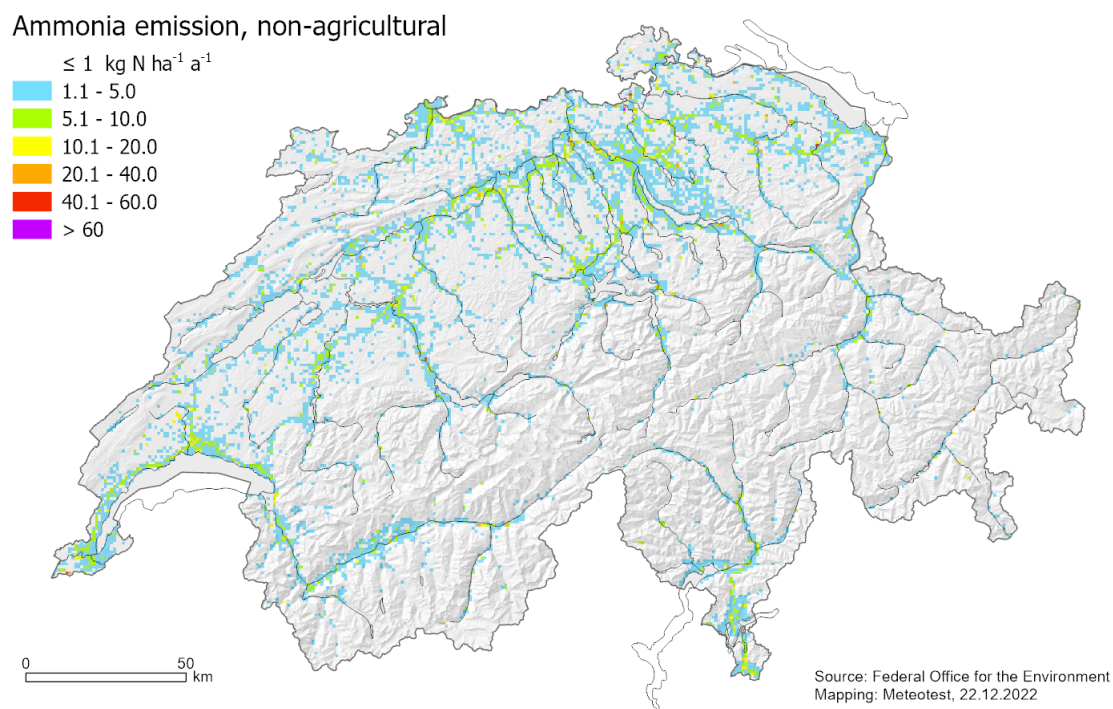 Ammonia emission, non-agricultural
≤ 1 kg N ha⁻¹ a⁻¹
1.1 - 5.0
5.1 - 10.0
10.1 - 20.0
20.1 - 40.0
40.1 - 60.0
> 60
0 50
km
Source: Federal Office for the Environment
Mapping: Meteotest, 22.12.2022